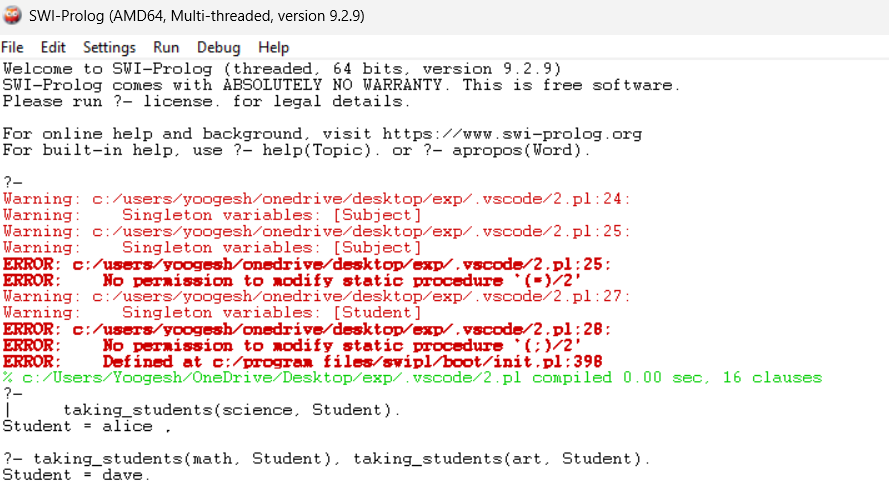 SWI-Prolog (AMD64, Multi-threaded, version 9.2.9)
File Edit Settings Run Debug Help
Welcome to SWI-Prolog (threaded, 64 bits, version 9.2.9)
SWI-Prolog comes with ABSOLUTELY NO WARRANTY. This is free software.
Please run ?- license. for legal details.

For online help and background, visit https://www.swi-prolog.org
For built-in help, use ?- help(Topic). or ?- apropos(Word).

?-
Warning: c:/users/yoogesh/onedrive/desktop/exp/.vscode/2.pl:24:
Warning:    Singleton variables: [Subject]
Warning: c:/users/yoogesh/onedrive/desktop/exp/.vscode/2.pl:25:
Warning:    Singleton variables: [Subject]
ERROR: c:/users/yoogesh/onedrive/desktop/exp/.vscode/2.pl:25:
ERROR:    No permission to modify static procedure `(=)/2'
Warning: c:/users/yoogesh/onedrive/desktop/exp/.vscode/2.pl:27:
Warning:    Singleton variables: [Student]
ERROR: c:/users/yoogesh/onedrive/desktop/exp/.vscode/2.pl:28:
ERROR:    No permission to modify static procedure `(;)/2'
ERROR:    Defined at c:/program files/swipl/boot/init.pl:398
% c:/Users/Yoogesh/OneDrive/Desktop/exp/.vscode/2.pl compiled 0.00 sec, 16 clauses
?-
|    taking_students(science, Student).
Student = alice ,

?- taking_students(math, Student), taking_students(art, Student).
Student = dave.